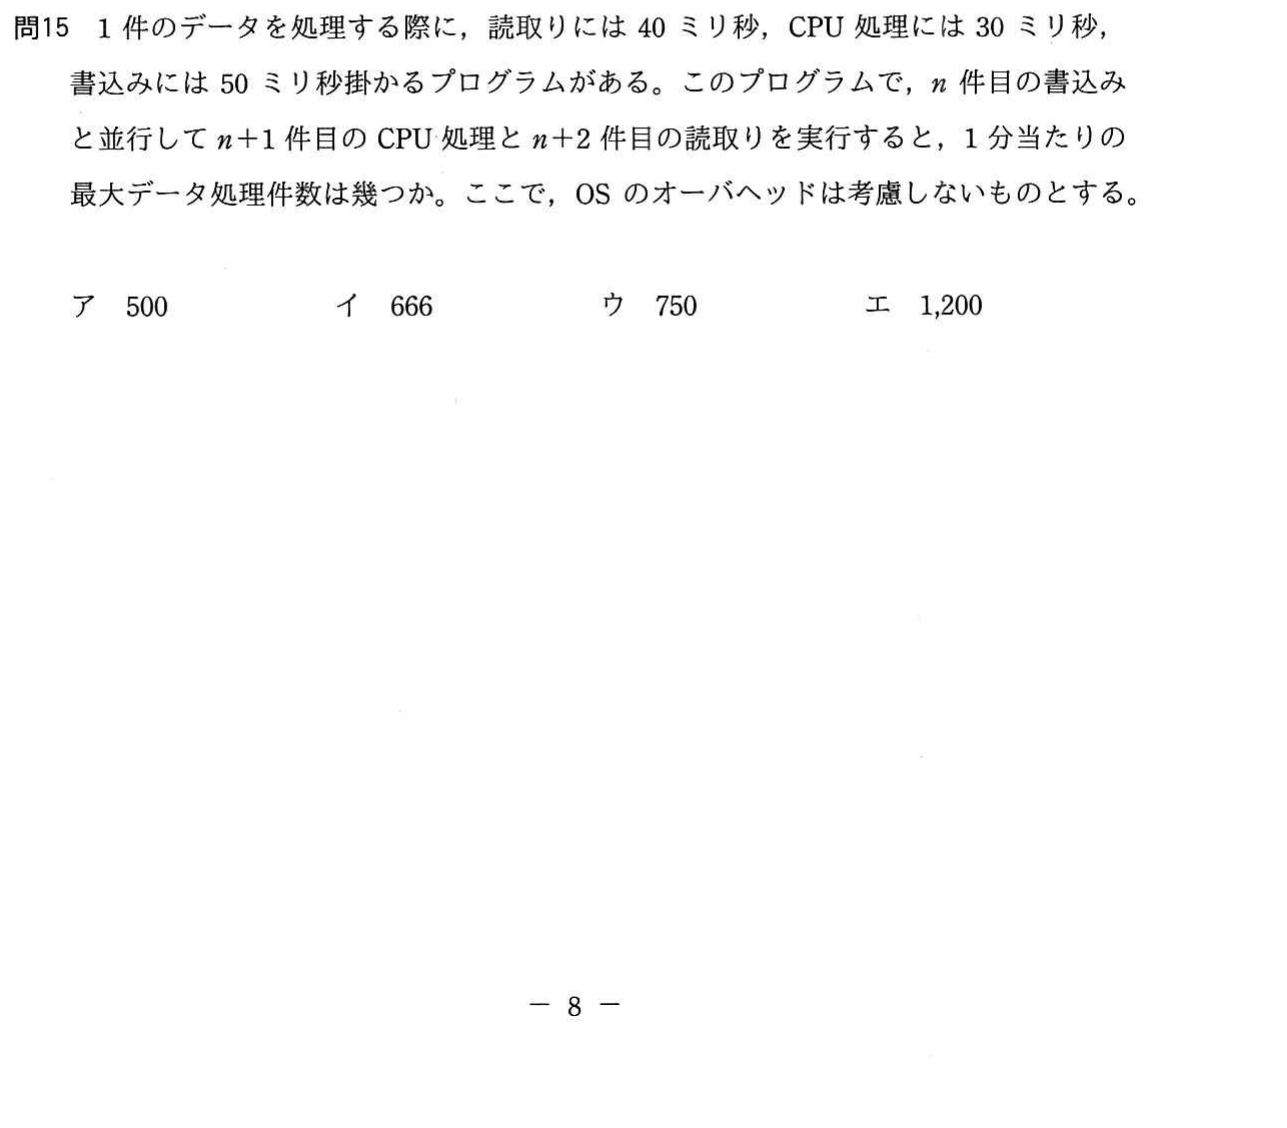 問15 1 件のデータを処理する際に，読取りには 40 ミリ秒，CPU 処理には 30 ミリ秒，
書込みには 50 ミリ秒掛かるプログラムがある。このプログラムで，n 件目の書込み
と並行して n＋1 件目の CPU 処理と n＋2 件目の読取りを実行すると，1 分当たりの
最大データ処理件数は幾つか。ここで，OS のオーバヘッドは考慮しないものとする。
ア 500 イ 666 ウ 750 エ 1,200
－ 8 －